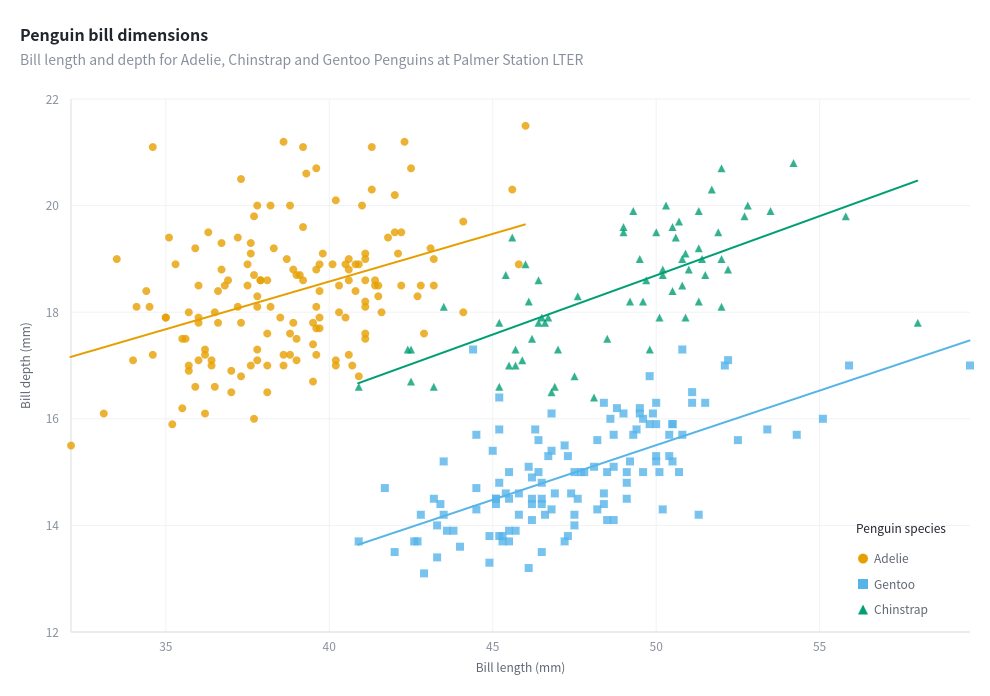 Penguin bill dimensions
Bill length and depth for Adelie, Chinstrap and Gentoo Penguins at Palmer Station LTER
22
20
18
16
14
12
Bill depth (mm)
35
40
45
50
55
Bill length (mm)
Penguin species
Adelie
Gentoo
Chinstrap